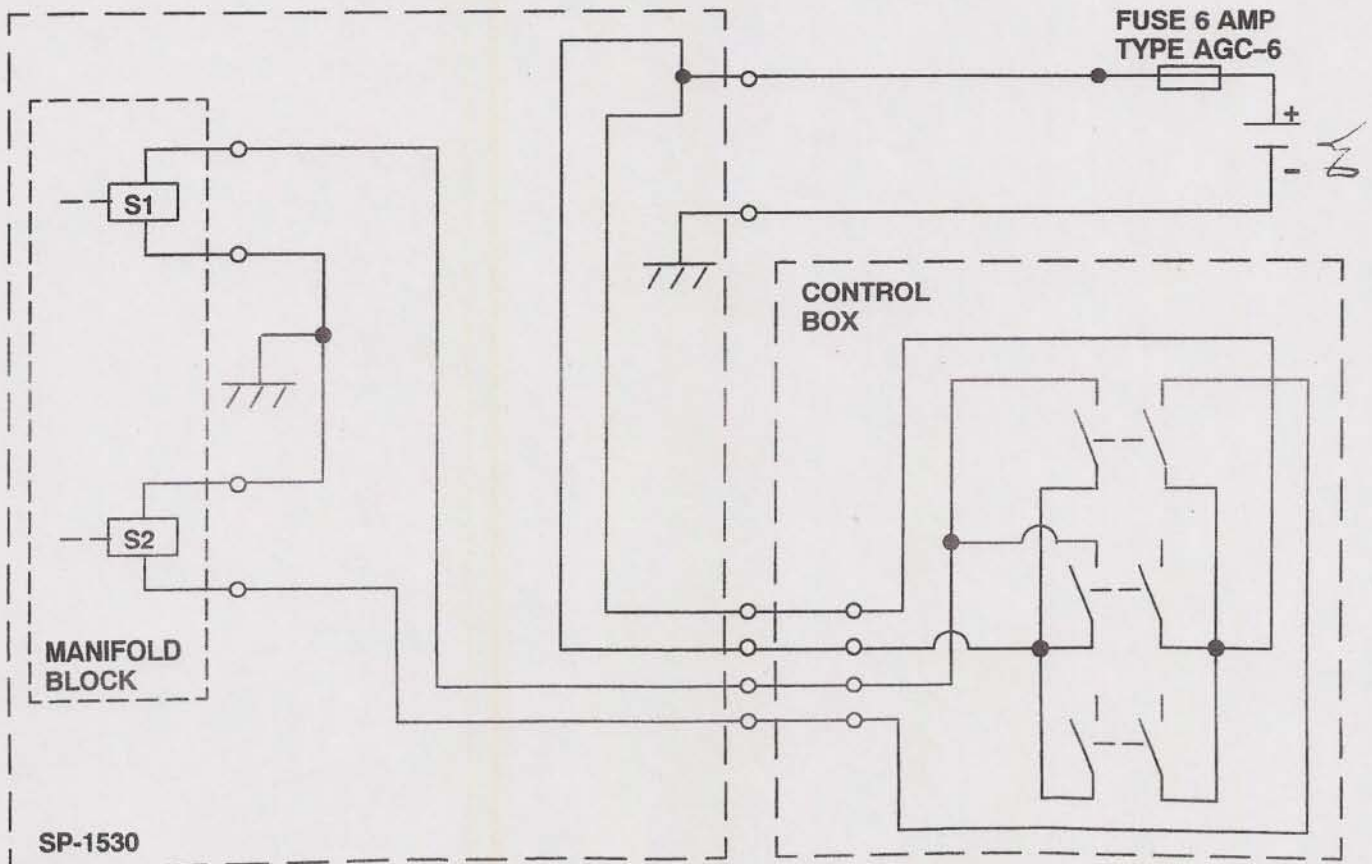 FUSE 6 AMP
TYPE AGC-6
+
-
S1
CONTROL
BOX
S2
MANIFOLD
BLOCK
SP-1530